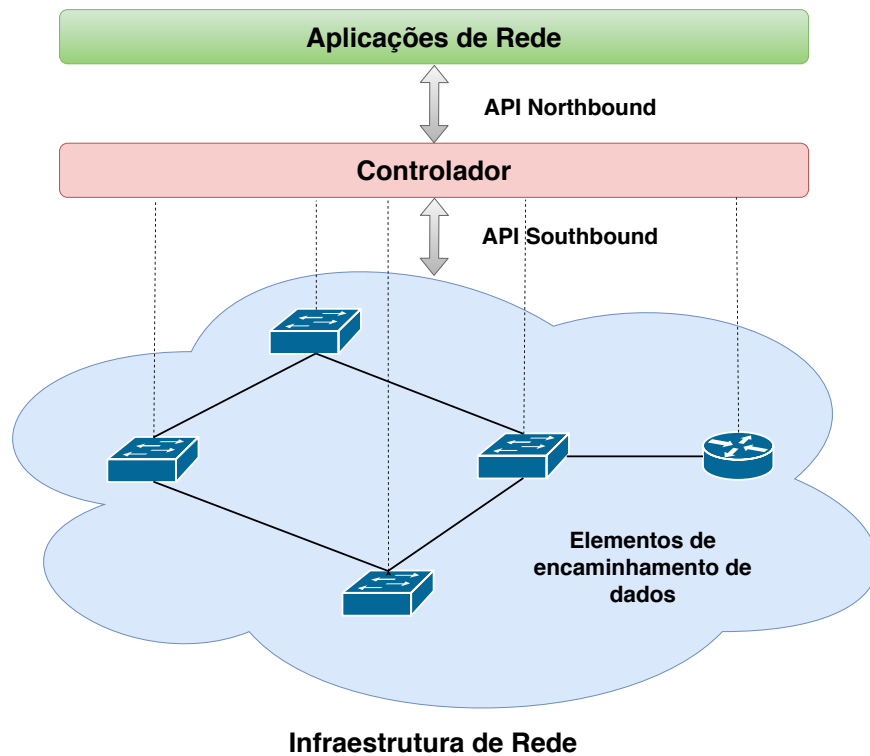 Aplicações de Rede
API Northbound
Controlador
API Southbound
Elementos de
encaminhamento de
dados
Infraestrutura de Rede